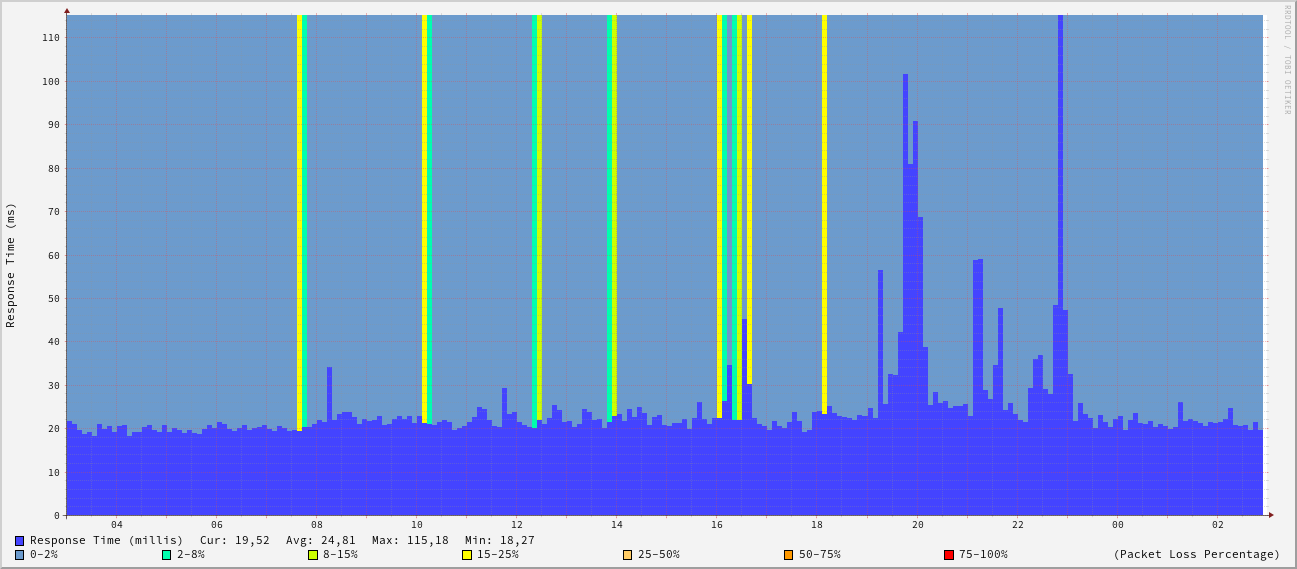 RRDTOOL / TOBI OETIKER
Response Time (ms)
110
100
90
80
70
60
50
40
30
20
10
0
04 06 08 10 12 14 16 18 20 22 00 02
Response Time (millis) Cur: 19,52 Avg: 24,81 Max: 115,18 Min: 18,27
0-2% 2-8% 8-15% 15-25% 25-50% 50-75% 75-100% (Packet Loss Percentage)